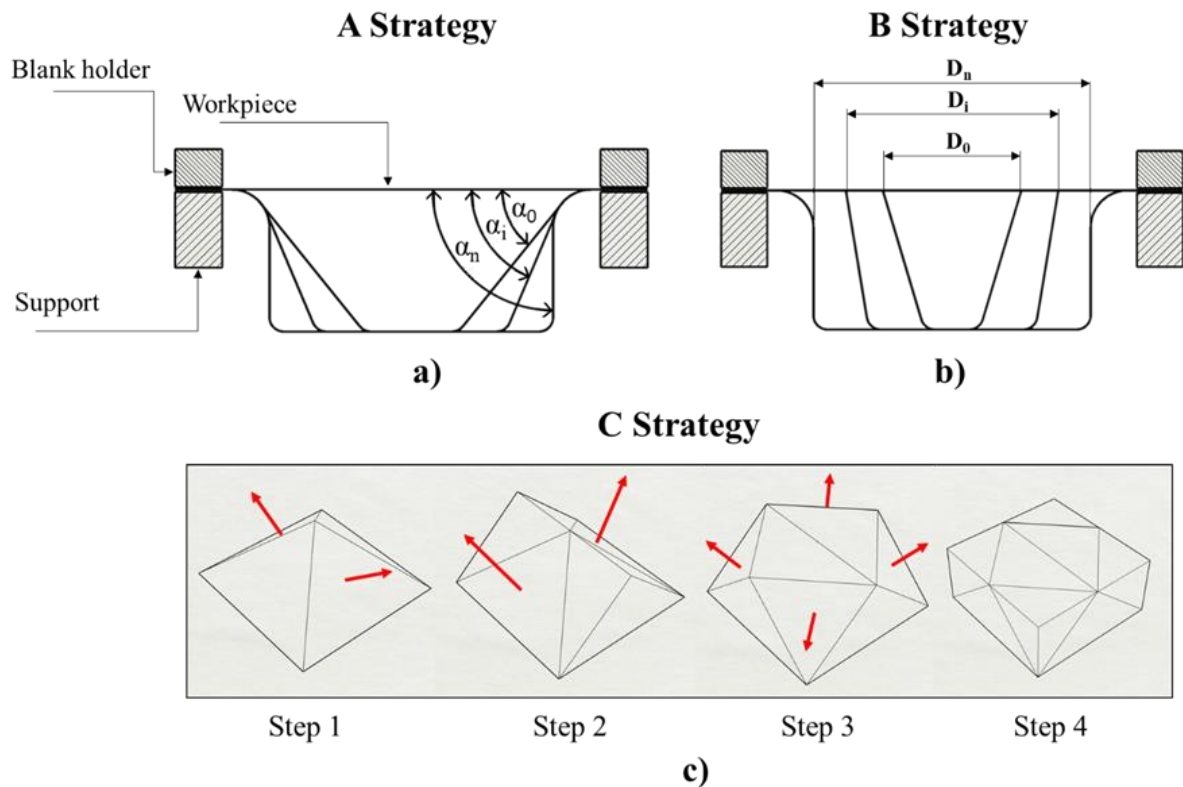 A Strategy
B Strategy
Blank holder
Workpiece
Support
α₀
αᵢ
αₙ
Dₙ
Dᵢ
D₀
a)
b)
C Strategy
Step 1
Step 2
Step 3
Step 4
c)